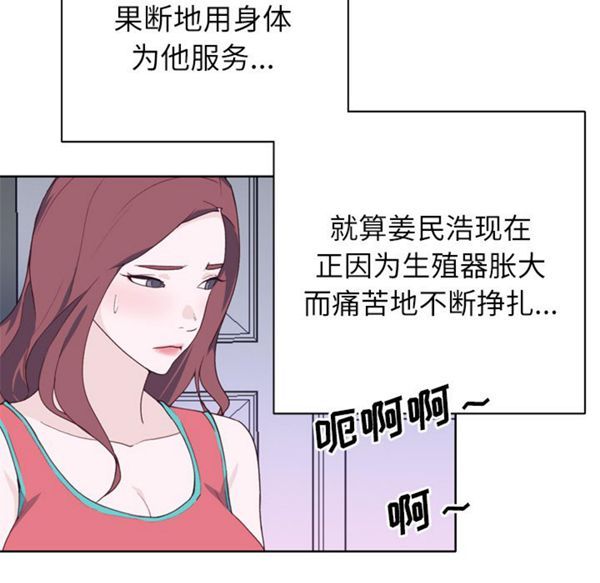 果断地用身体
为他服务...
就算姜民浩现在
正因为生殖器胀大
而痛苦地不断挣扎...
呃啊啊~
啊~